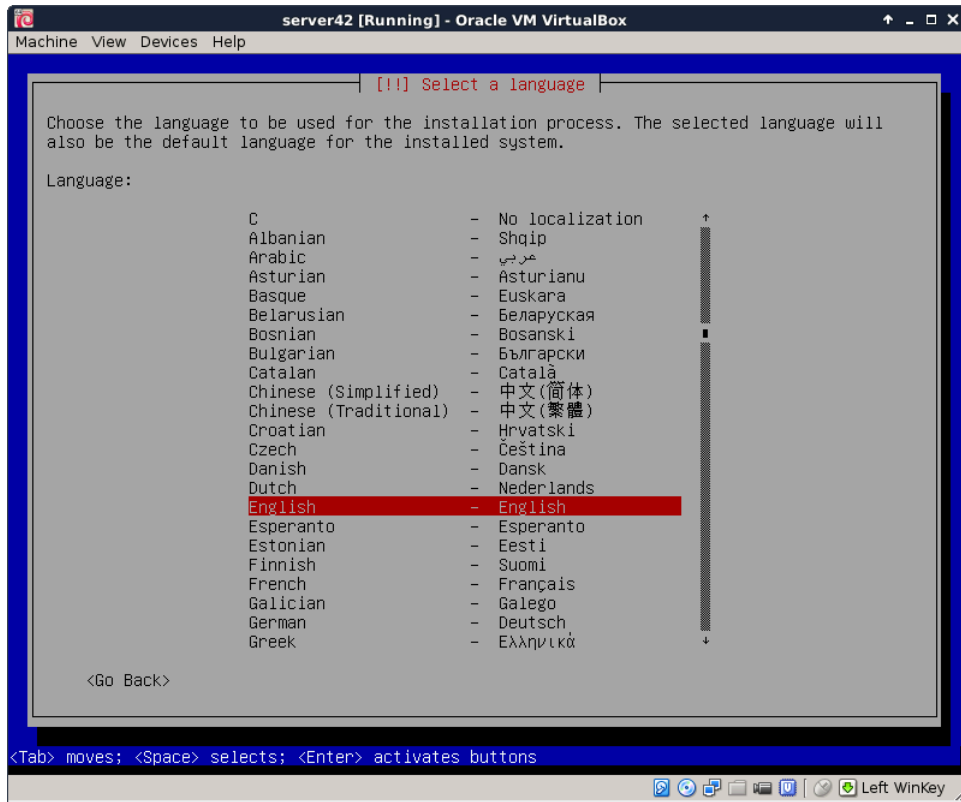 server42 [Running] - Oracle VM VirtualBox
Machine View Devices Help
[!!] Select a language
Choose the language to be used for the installation process. The selected language will
also be the default language for the installed system.
Language:
C - No localization
Albanian - Shqip
Arabic - عربي
Asturian - Asturianu
Basque - Euskara
Belarusian - Беларуская
Bosnian - Bosanski
Bulgarian - Български
Catalan - Català
Chinese (Simplified) - 中文(简体)
Chinese (Traditional) - 中文(繁體)
Croatian - Hrvatski
Czech - Čeština
Danish - Dansk
Dutch - Nederlands
English - English
Esperanto - Esperanto
Estonian - Eesti
Finnish - Suomi
French - Français
Galician - Galego
German - Deutsch
Greek - Ελληνικά
<Go Back>
<Tab> moves; <Space> selects; <Enter> activates buttons
Left WinKey